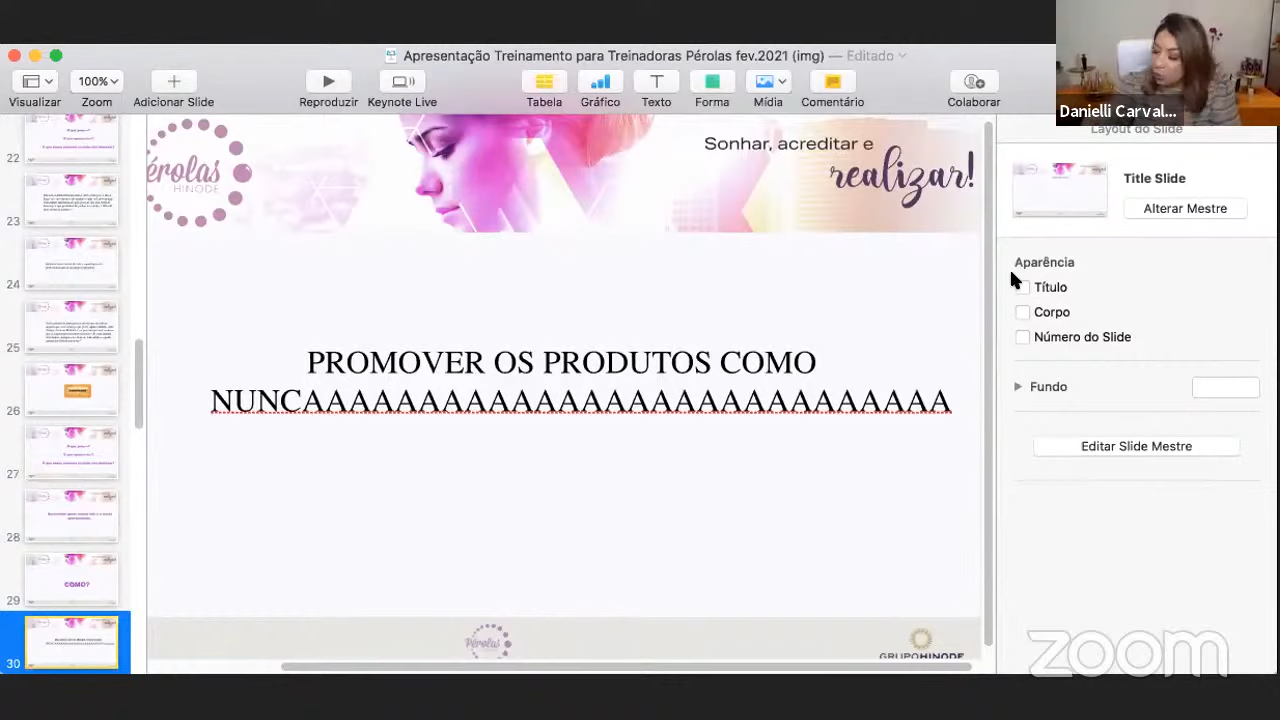 Apresentação Treinamento para Treinadoras Pérolas fev.2021 (img) — Editado
100%
Visualizar
Zoom
Adicionar Slide
Reproduzir
Keynote Live
Tabela
Gráfico
Texto
Forma
Mídia
Comentário
Colaborar
Danielli Carval...
22
23
24
25
26
27
28
29
COMO?
30
Pérolas
HINODE
Sonhar, acreditar e
realizar!
PROMOVER OS PRODUTOS COMO
NUNCAAAAAAAAAAAAAAAAAAAAAAAAAAAAA
Pérolas
GRUPO HINODE
Layout do Slide
Title Slide
Alterar Mestre
Aparência
Título
Corpo
Número do Slide
Fundo
Editar Slide Mestre
zoom